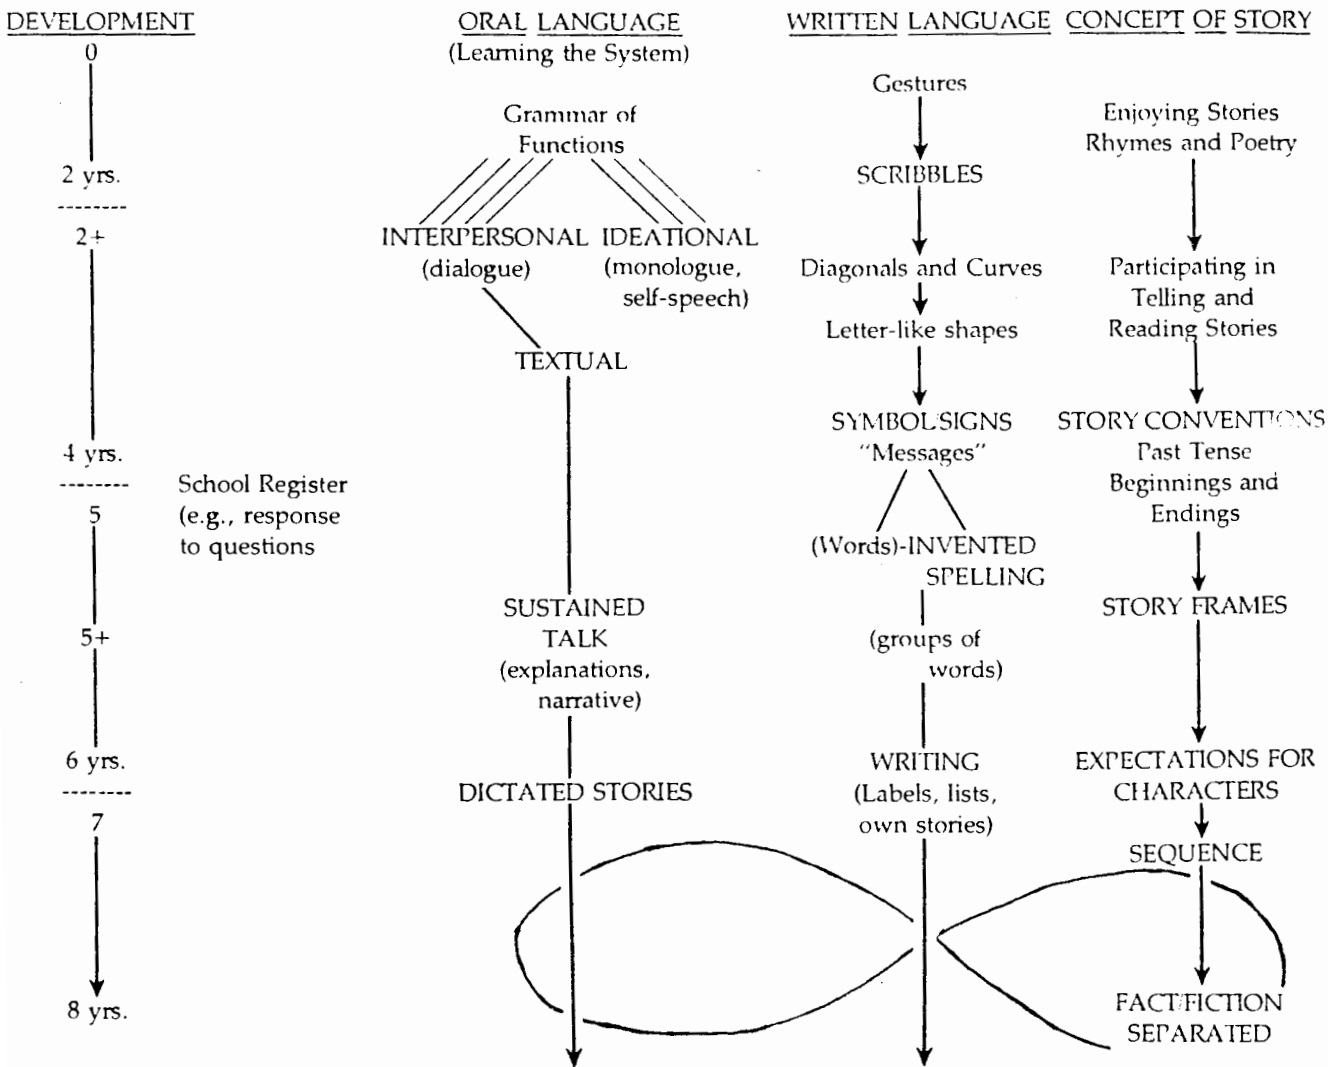 DEVELOPMENT
0
2 yrs.
--------
2+
4 yrs.
--------
5
5+
6 yrs.
--------
7
8 yrs.
School Register
(e.g., response
to questions
ORAL LANGUAGE
(Learning the System)
Grammar of
Functions
INTERPERSONAL IDEATIONAL
(dialogue) (monologue,
self-speech)
TEXTUAL
SUSTAINED
TALK
(explanations,
narrative)
DICTATED STORIES
WRITTEN LANGUAGE
Gestures
SCRIBBLES
Diagonals and Curves
Letter-like shapes
SYMBOL/SIGNS
"Messages"
(Words)-INVENTED
SPELLING
(groups of
words)
WRITING
(Labels, lists,
own stories)
CONCEPT OF STORY
Enjoying Stories
Rhymes and Poetry
Participating in
Telling and
Reading Stories
STORY CONVENTIONS
Past Tense
Beginnings and
Endings
STORY FRAMES
EXPECTATIONS FOR
CHARACTERS
SEQUENCE
FACT/FICTION
SEPARATED